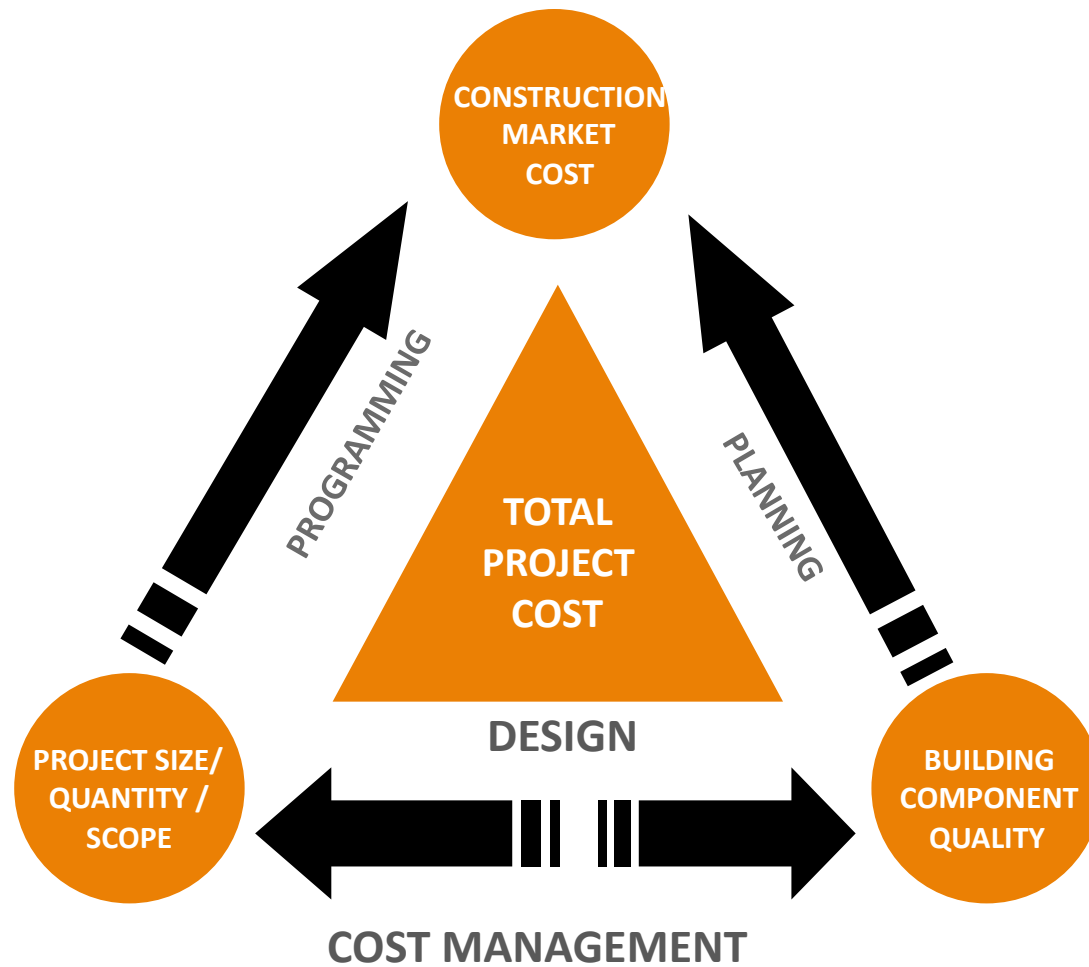 CONSTRUCTION
MARKET
COST
PROGRAMMING
PLANNING
TOTAL
PROJECT
COST
DESIGN
PROJECT SIZE/
QUANTITY /
SCOPE
BUILDING
COMPONENT
QUALITY
COST MANAGEMENT